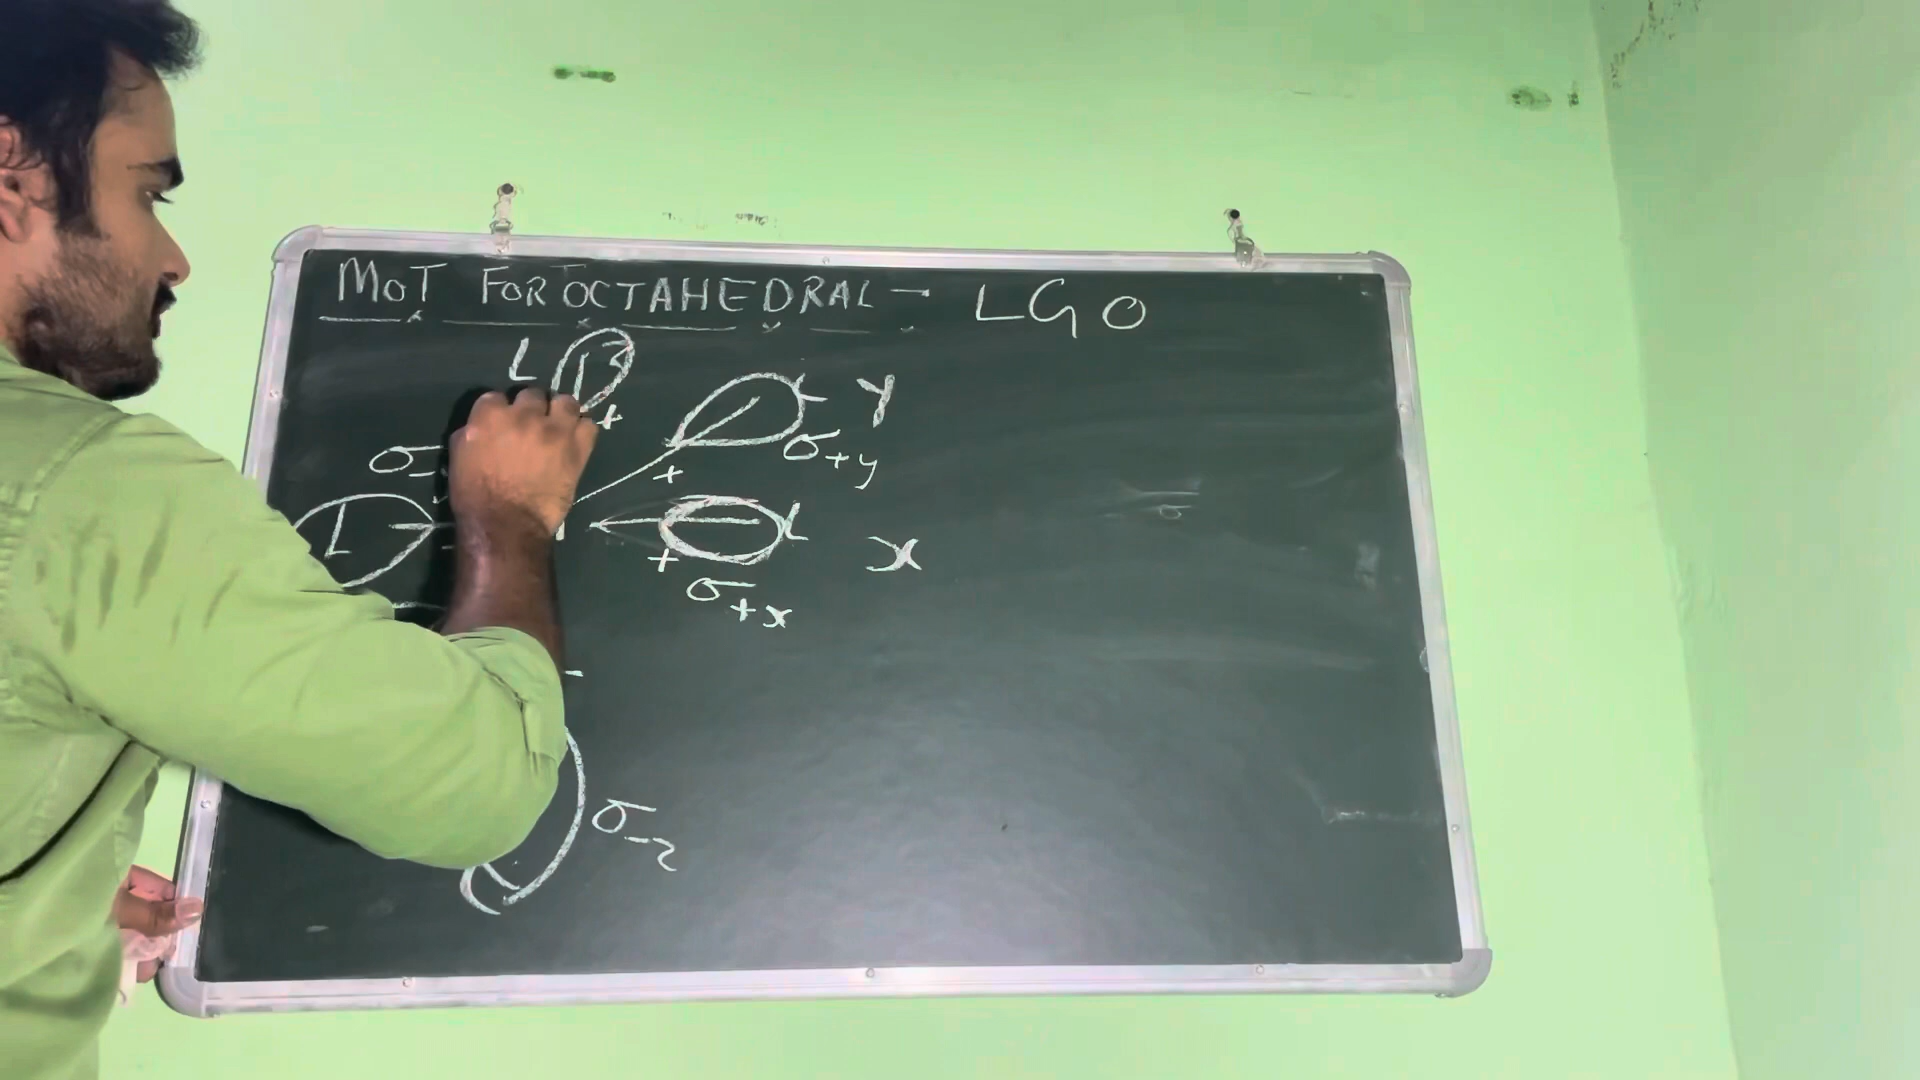 MOT FOR OCTAHEDRAL → LGO
L
+
L y
σ+y
σ-
+
L
L
x
+
σ+x
-
σ-z